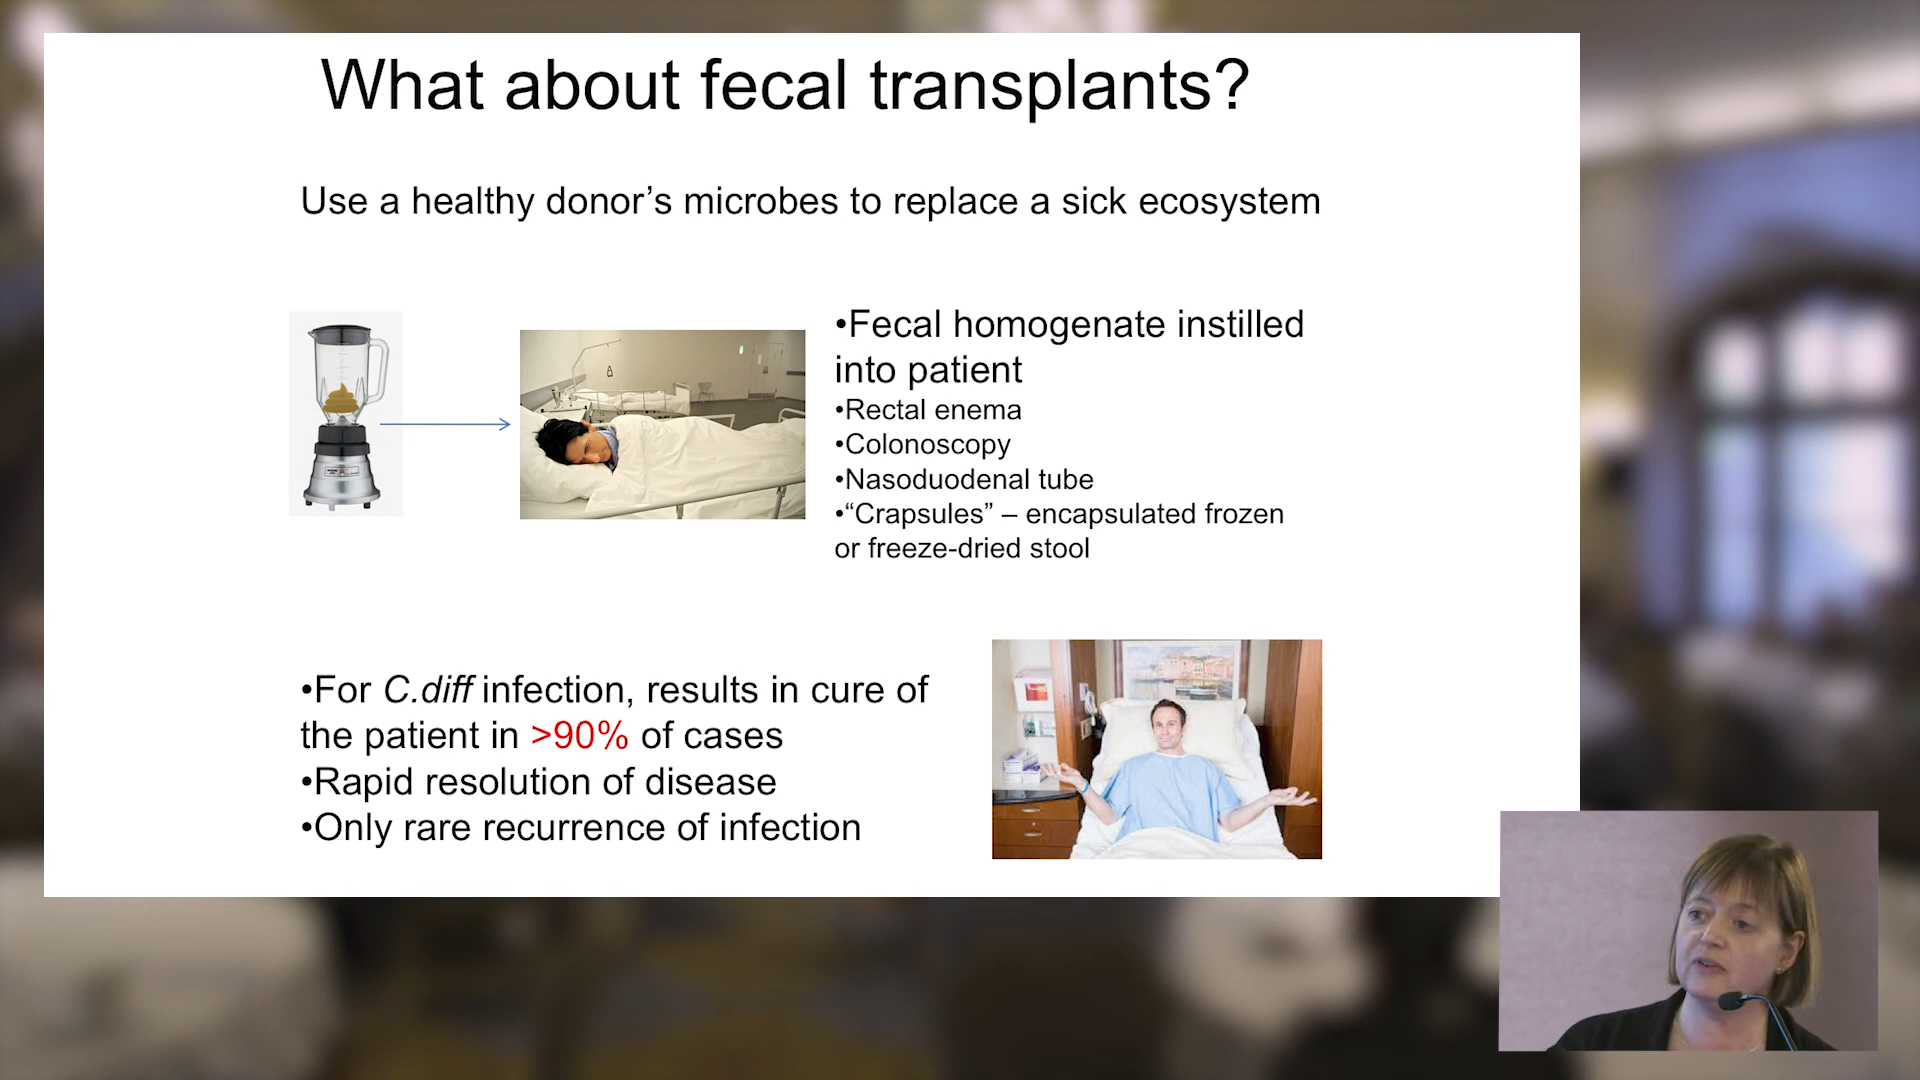 What about fecal transplants?
Use a healthy donor’s microbes to replace a sick ecosystem
•Fecal homogenate instilled
into patient
•Rectal enema
•Colonoscopy
•Nasoduodenal tube
•“Crapsules” – encapsulated frozen
or freeze-dried stool
•For C.diff infection, results in cure of
the patient in >90% of cases
•Rapid resolution of disease
•Only rare recurrence of infection